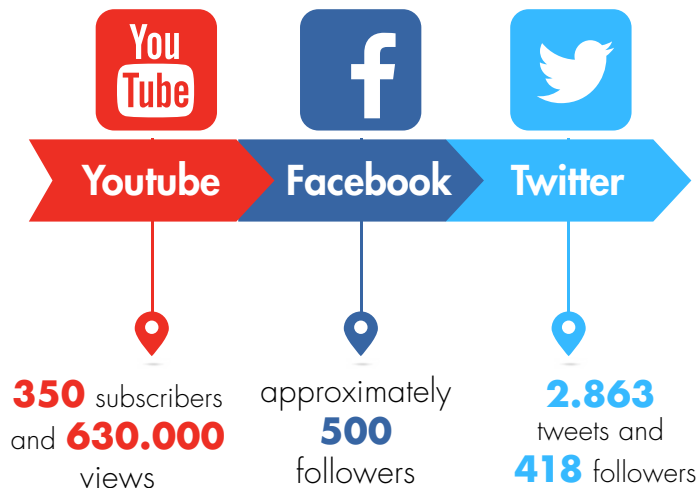 You
Tube
f
Youtube
Facebook
Twitter
350 subscribers
and 630.000
views
approximately
500
followers
2.863
tweets and
418 followers